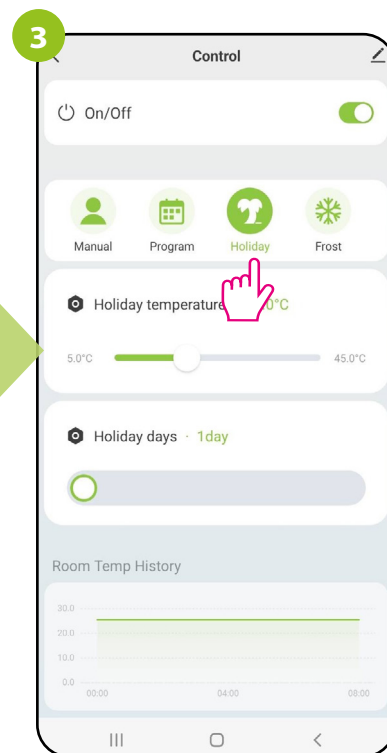 3
Control
On/Off
Manual Program Holiday Frost
Holiday temperature 0°C
5.0°C 45.0°C
Holiday days · 1day
Room Temp History
30.0
20.0
10.0
0.0
00:00 04:00 08:00